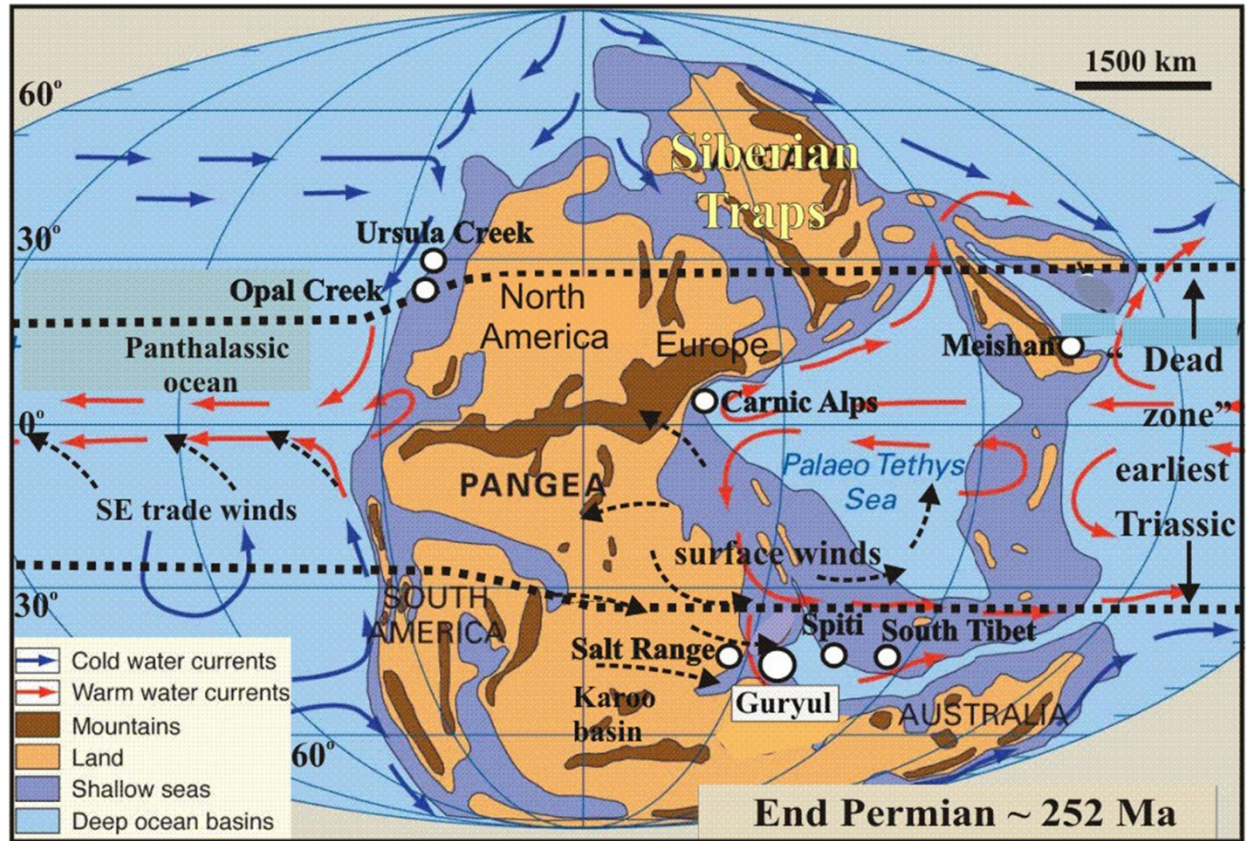 1500 km
60°
Siberian
Traps
30°
Ursula Creek
Opal Creek
North
America
Europe
Panthalassic
ocean
Meishan
“
Dead
zone”
earliest
Triassic
Carnic Alps
0°
PANGEA
Palaeo Tethys
Sea
SE trade winds
surface winds
30°
SOUTH
AMERICA
Salt Range
Spiti
South Tibet
Guryul
Karoo
basin
AUSTRALIA
60°
Cold water currents
Warm water currents
Mountains
Land
Shallow seas
Deep ocean basins
End Permian ~ 252 Ma